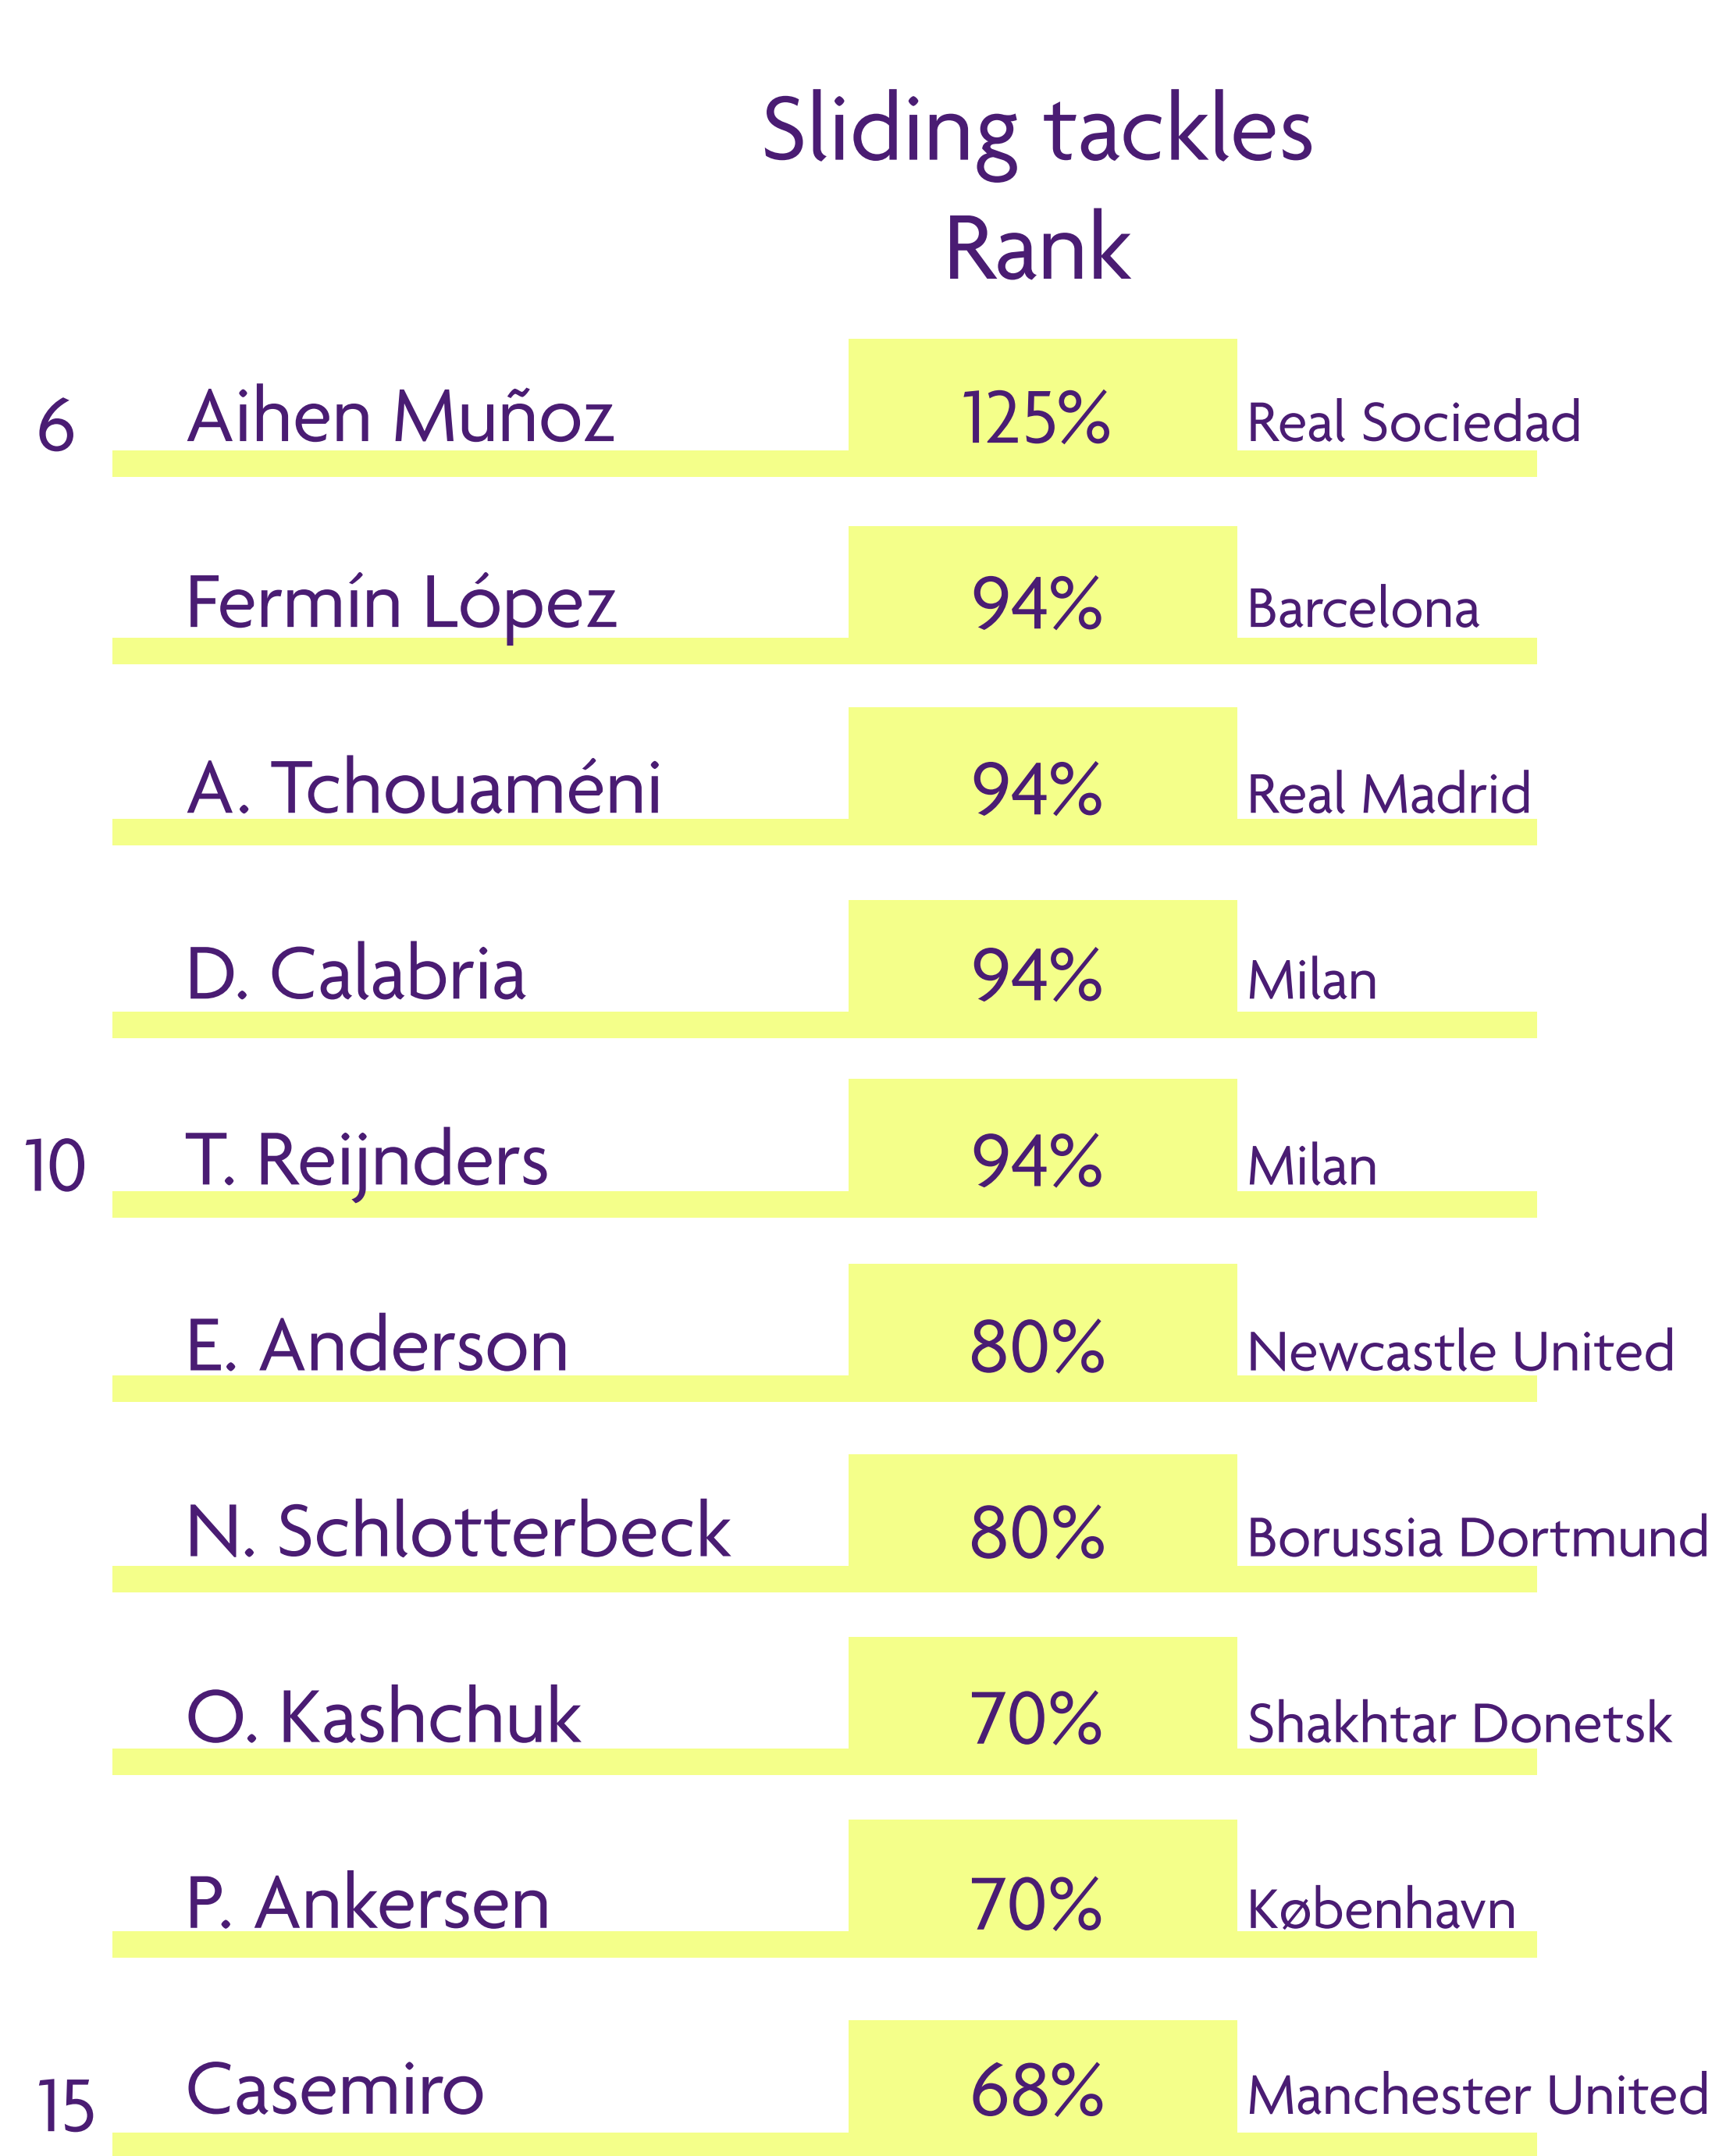 Sliding tackles
Rank
6 Aihen Muñoz 125% Real Sociedad
Fermín López 94% Barcelona
A. Tchouaméni 94% Real Madrid
D. Calabria 94% Milan
10 T. Reijnders 94% Milan
E. Anderson 80% Newcastle United
N. Schlotterbeck 80% Borussia Dortmund
O. Kashchuk 70% Shakhtar Donetsk
P. Ankersen 70% København
15 Casemiro 68% Manchester United